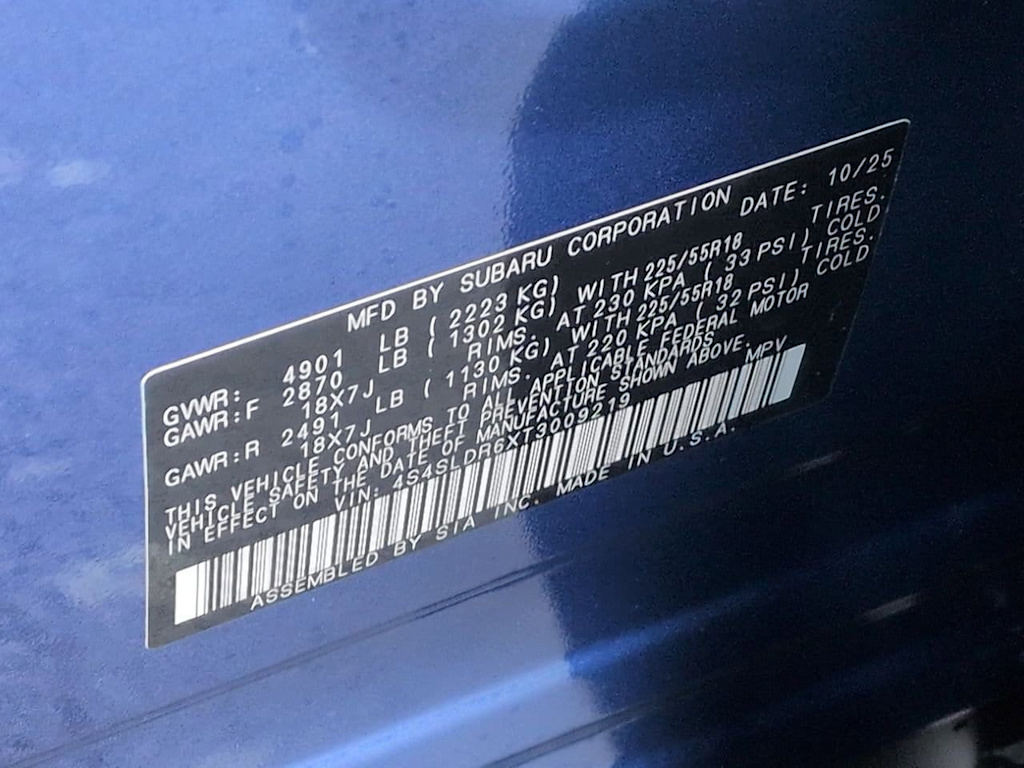 MFD BY SUBARU CORPORATION DATE: 10/25
GVWR: 4901 LB ( 2223 KG)
GAWR:F 2870 LB ( 1302 KG) WITH 225/55R18 TIRES.
18X7J RIMS. AT 230 KPA ( 33 PSI) COLD
GAWR:R 2491 LB ( 1130 KG) WITH 225/55R18 TIRES.
18X7J RIMS. AT 220 KPA ( 32 PSI) COLD
THIS VEHICLE CONFORMS TO ALL APPLICABLE FEDERAL MOTOR
VEHICLE SAFETY AND THEFT PREVENTION STANDARDS
IN EFFECT ON THE DATE OF MANUFACTURE SHOWN ABOVE.
VIN: 4S4SLDR6XT3009219 MPV
ASSEMBLED BY SIA INC. MADE IN U.S.A.